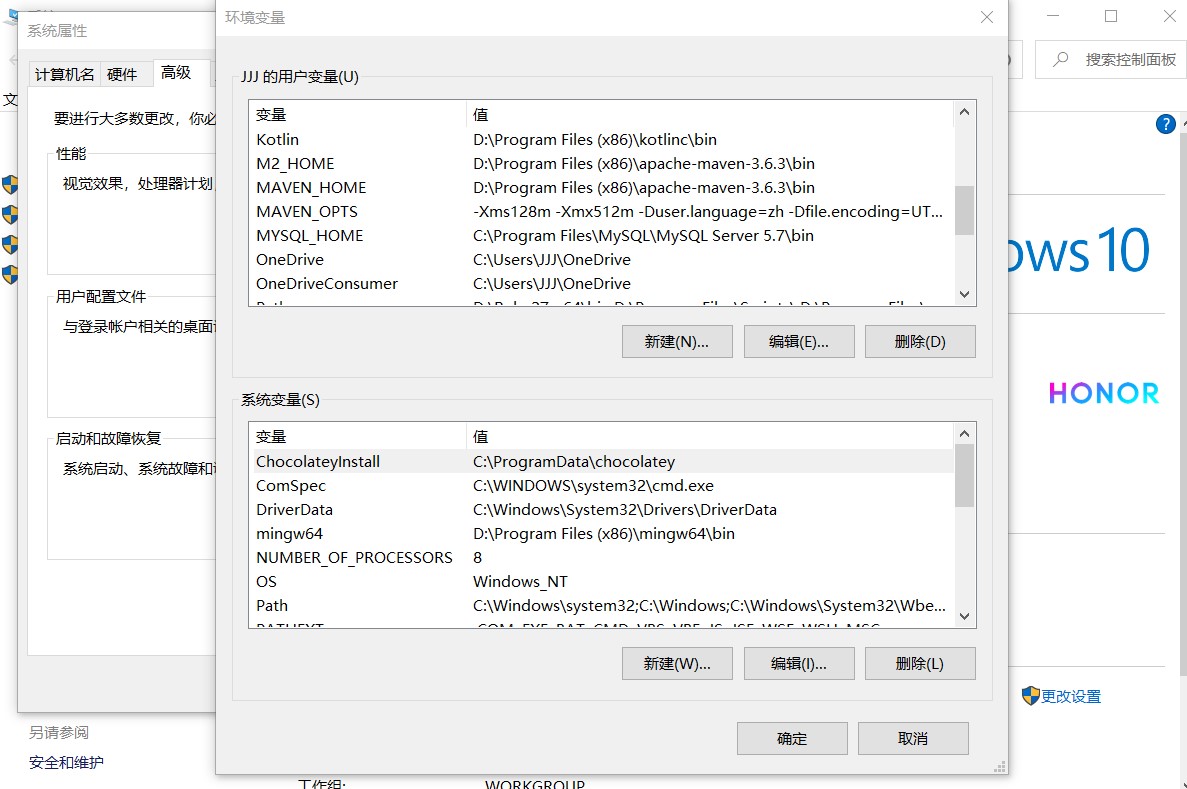 系统属性
环境变量
计算机名
硬件
高级
搜索控制面板
文
要进行大多数更改，你必
性能
视觉效果，处理器计划
用户配置文件
与登录帐户相关的桌面
启动和故障恢复
系统启动、系统故障和
JJJ 的用户变量(U)
变量 值
Kotlin D:\Program Files (x86)\kotlinc\bin
M2_HOME D:\Program Files (x86)\apache-maven-3.6.3\bin
MAVEN_HOME D:\Program Files (x86)\apache-maven-3.6.3\bin
MAVEN_OPTS -Xms128m -Xmx512m -Duser.language=zh -Dfile.encoding=UT...
MYSQL_HOME C:\Program Files\MySQL\MySQL Server 5.7\bin
OneDrive C:\Users\JJJ\OneDrive
OneDriveConsumer C:\Users\JJJ\OneDrive
新建(N)... 编辑(E)... 删除(D)
系统变量(S)
变量 值
ChocolateyInstall C:\ProgramData\chocolatey
ComSpec C:\WINDOWS\system32\cmd.exe
DriverData C:\Windows\System32\Drivers\DriverData
mingw64 D:\Program Files (x86)\mingw64\bin
NUMBER_OF_PROCESSORS 8
OS Windows_NT
Path C:\Windows\system32;C:\Windows;C:\Windows\System32\Wbe...
新建(W)... 编辑(I)... 删除(L)
确定 取消
?
ows 10
HONOR
更改设置
另请参阅
安全和维护
工作组: WORKGROUP